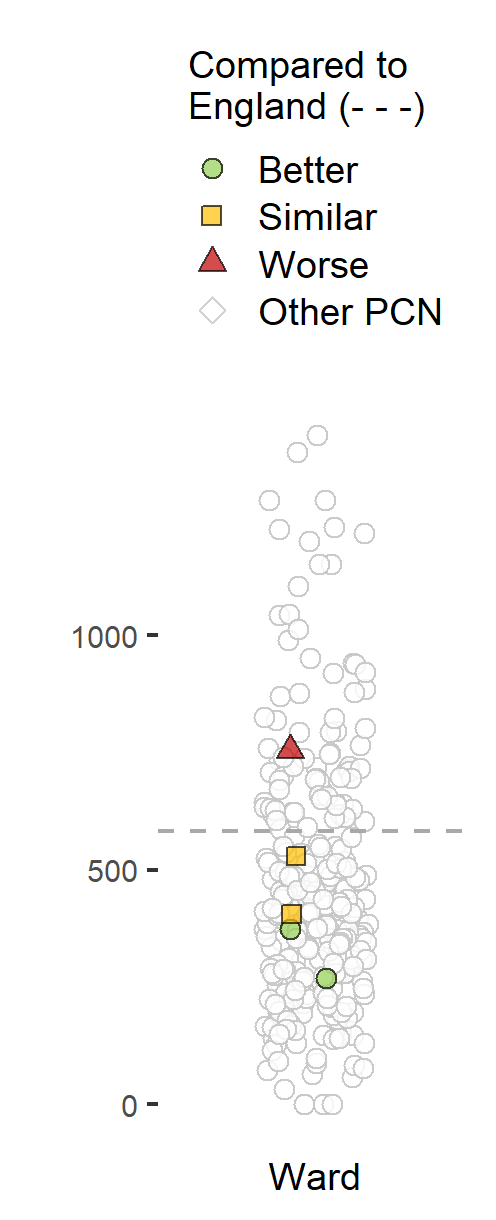 Compared to
England (- - -)
Better
Similar
Worse
Other PCN
1000
500
0
Ward